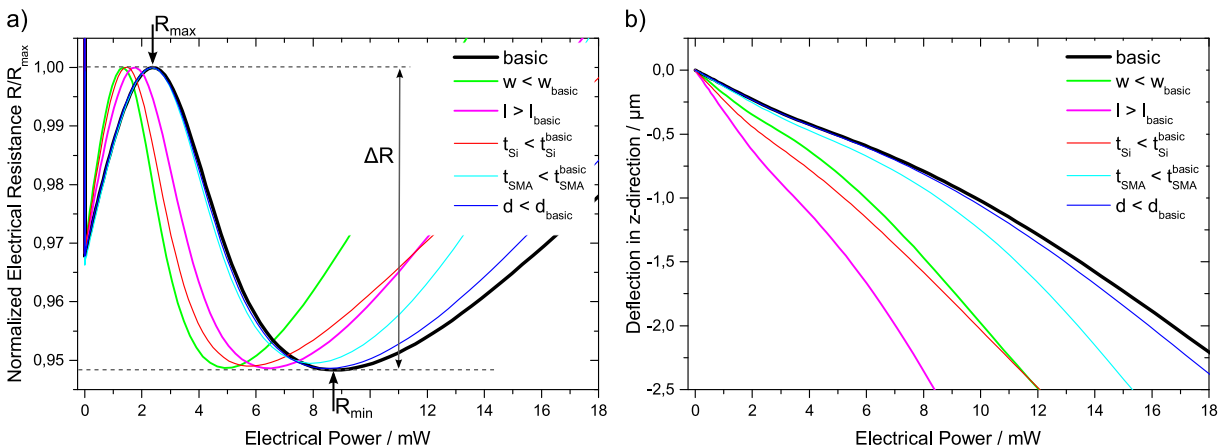 a)
R_max
Normalized Electrical Resistance R/R_max
1,00
0,99
0,98
0,97
0,96
0,95
0 2 4 6 8 10 12 14 16 18
Electrical Power / mW
ΔR
R_min
basic
w < w_basic
l > l_basic
t_Si < t_Si^basic
t_SMA < t_SMA^basic
d < d_basic
b)
Deflection in z-direction / µm
0,0
-0,5
-1,0
-1,5
-2,0
-2,5
0 2 4 6 8 10 12 14 16 18
Electrical Power / mW
basic
w < w_basic
l > l_basic
t_Si < t_Si^basic
t_SMA < t_SMA^basic
d < d_basic